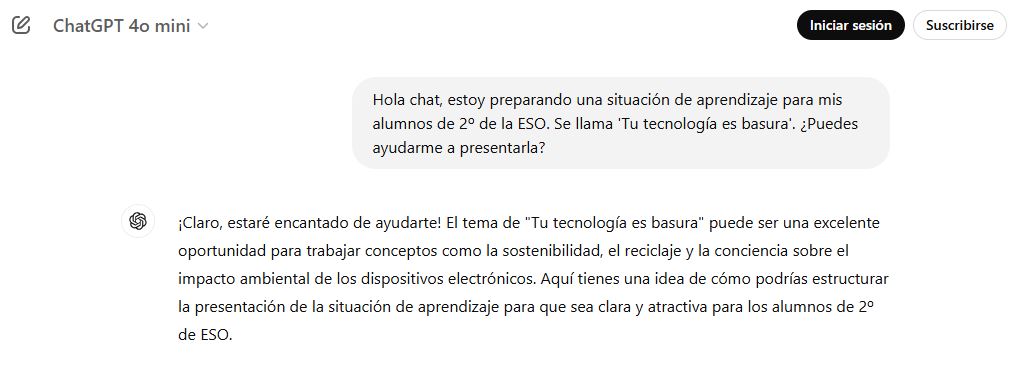 ChatGPT 4o mini
Iniciar sesión
Suscribirse
Hola chat, estoy preparando una situación de aprendizaje para mis
alumnos de 2º de la ESO. Se llama 'Tu tecnología es basura'. ¿Puedes
ayudarme a presentarla?
¡Claro, estaré encantado de ayudarte! El tema de "Tu tecnología es basura" puede ser una excelente
oportunidad para trabajar conceptos como la sostenibilidad, el reciclaje y la conciencia sobre el
impacto ambiental de los dispositivos electrónicos. Aquí tienes una idea de cómo podrías estructurar
la presentación de la situación de aprendizaje para que sea clara y atractiva para los alumnos de 2º
de ESO.